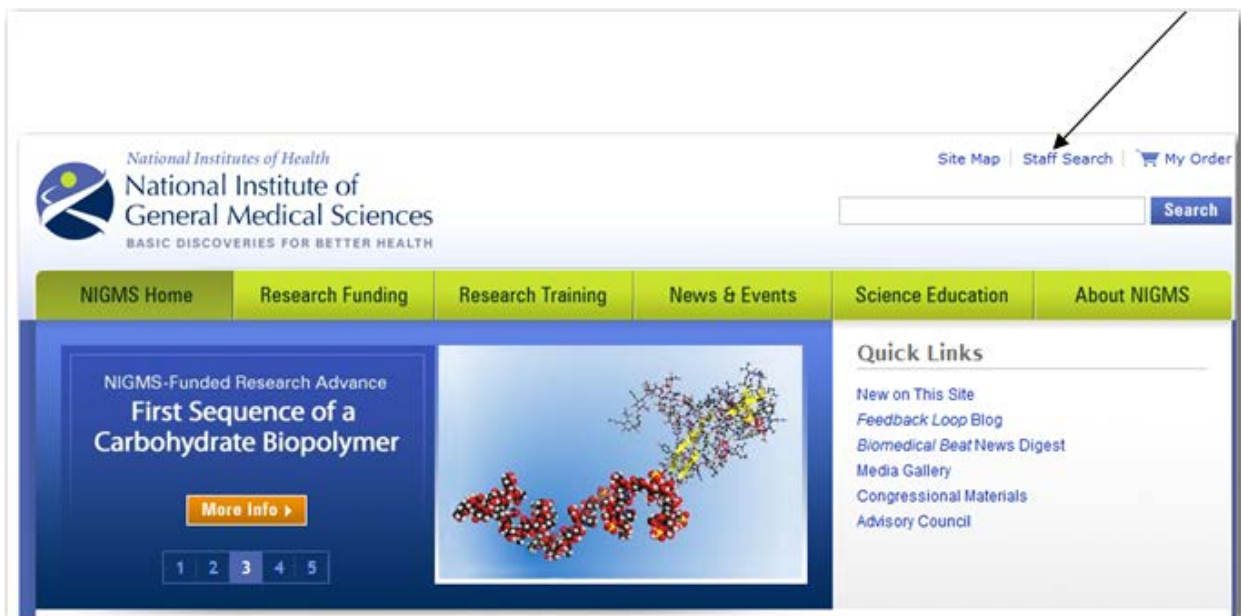 National Institutes of Health
National Institute of
General Medical Sciences
BASIC DISCOVERIES FOR BETTER HEALTH
Site Map | Staff Search | My Order
Search
NIGMS Home
Research Funding
Research Training
News & Events
Science Education
About NIGMS
NIGMS-Funded Research Advance
First Sequence of a
Carbohydrate Biopolymer
More Info
1 2 3 4 5
Quick Links
New on This Site
Feedback Loop Blog
Biomedical Beat News Digest
Media Gallery
Congressional Materials
Advisory Council